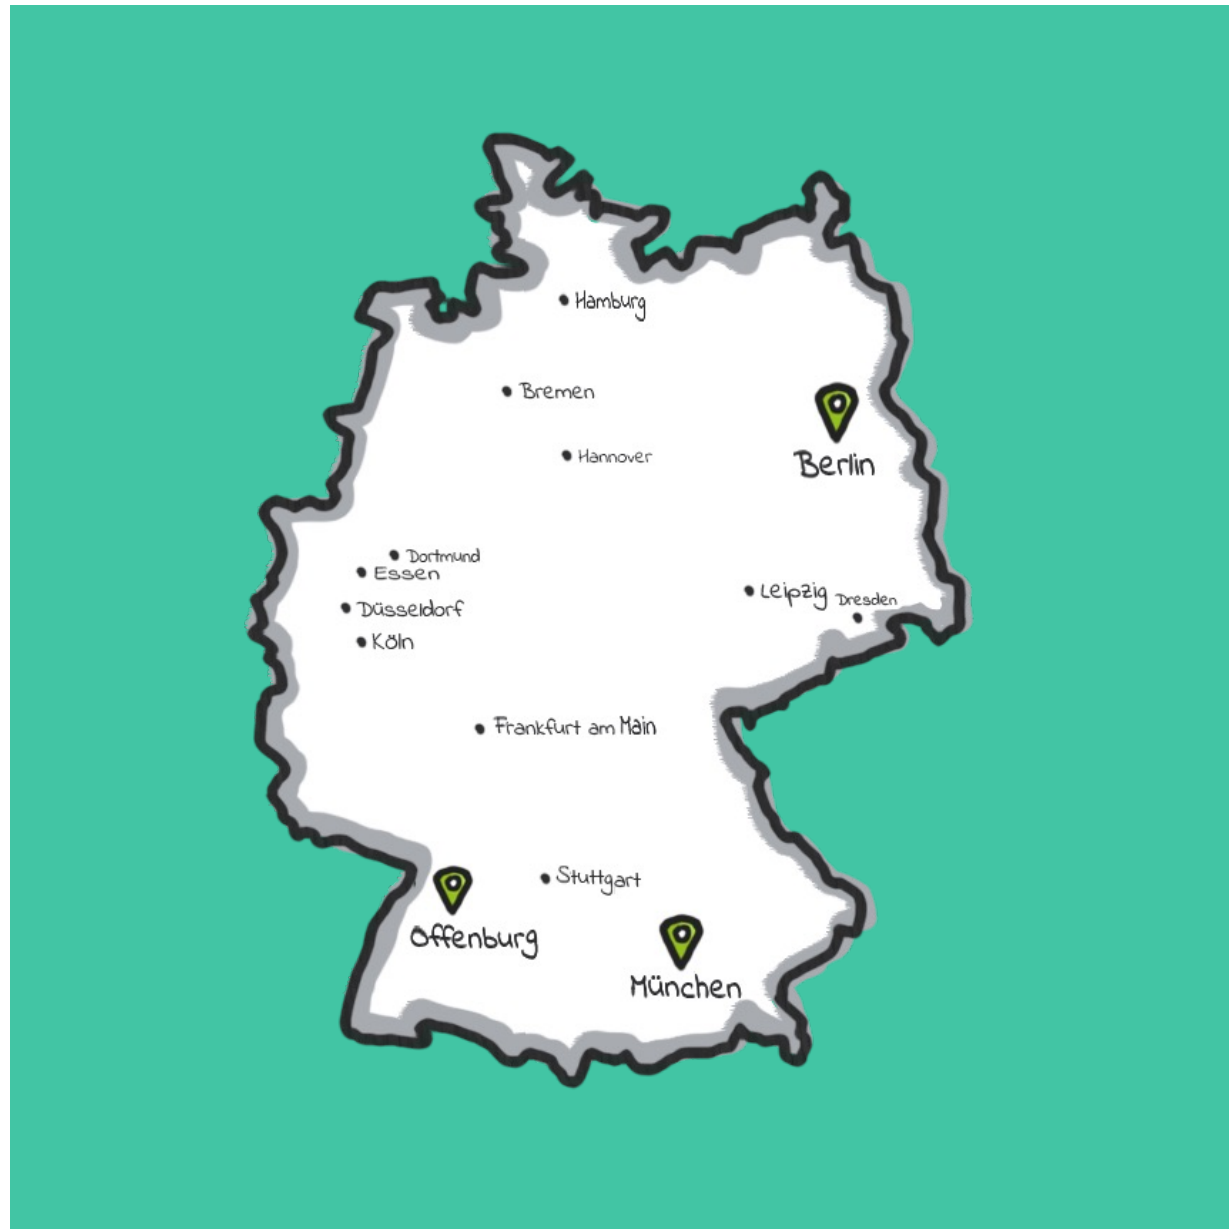 Hamburg
Bremen
Hannover
Berlin
Dortmund
Essen
Düsseldorf
Köln
Leipzig
Dresden
Frankfurt am Main
Stuttgart
Offenburg
München